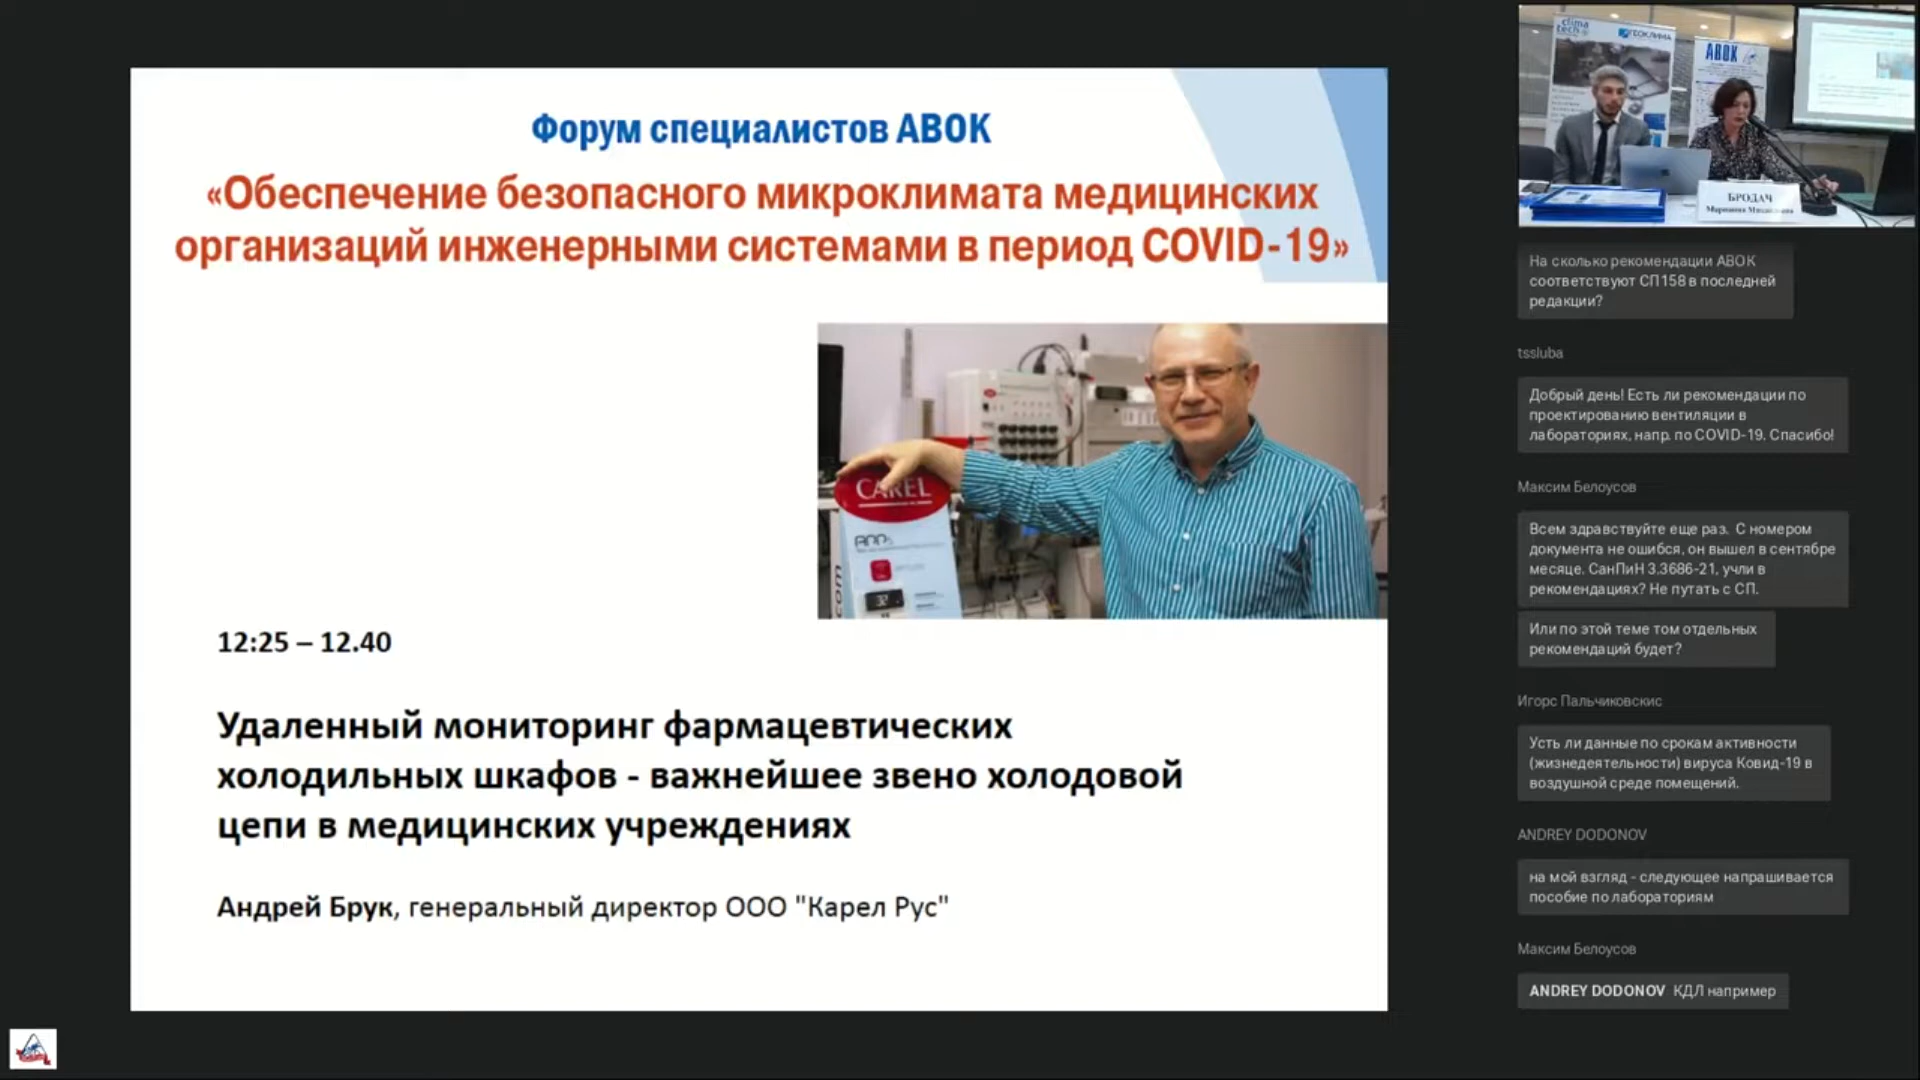 Форум специалистов АВОК
«Обеспечение безопасного микроклимата медицинских
организаций инженерными системами в период COVID-19»
CAREL
12:25 – 12.40
Удаленный мониторинг фармацевтических
холодильных шкафов - важнейшее звено холодовой
цепи в медицинских учреждениях
Андрей Брук, генеральный директор ООО "Карел Рус"
clima
tech
ГЕОКЛИМА
АВОК
БРОДАЧ
Марианна Михайловна
На сколько рекомендации АВОК
соответствуют СП158 в последней
редакции?
tssluba
Добрый день! Есть ли рекомендации по
проектированию вентиляции в
лабораториях, напр. по COVID-19. Спасибо!
Максим Белоусов
Всем здравствуйте еще раз. С номером
документа не ошибся, он вышел в сентябре
месяце. СанПиН 3.3686-21, учли в
рекомендациях? Не путать с СП.
Или по этой теме том отдельных
рекомендаций будет?
Игорс Пальчиковскис
Усть ли данные по срокам активности
(жизнедеятельности) вируса Ковид-19 в
воздушной среде помещений.
ANDREY DODONOV
на мой взгляд - следующее напрашивается
пособие по лабораториям
Максим Белоусов
ANDREY DODONOV КДЛ например